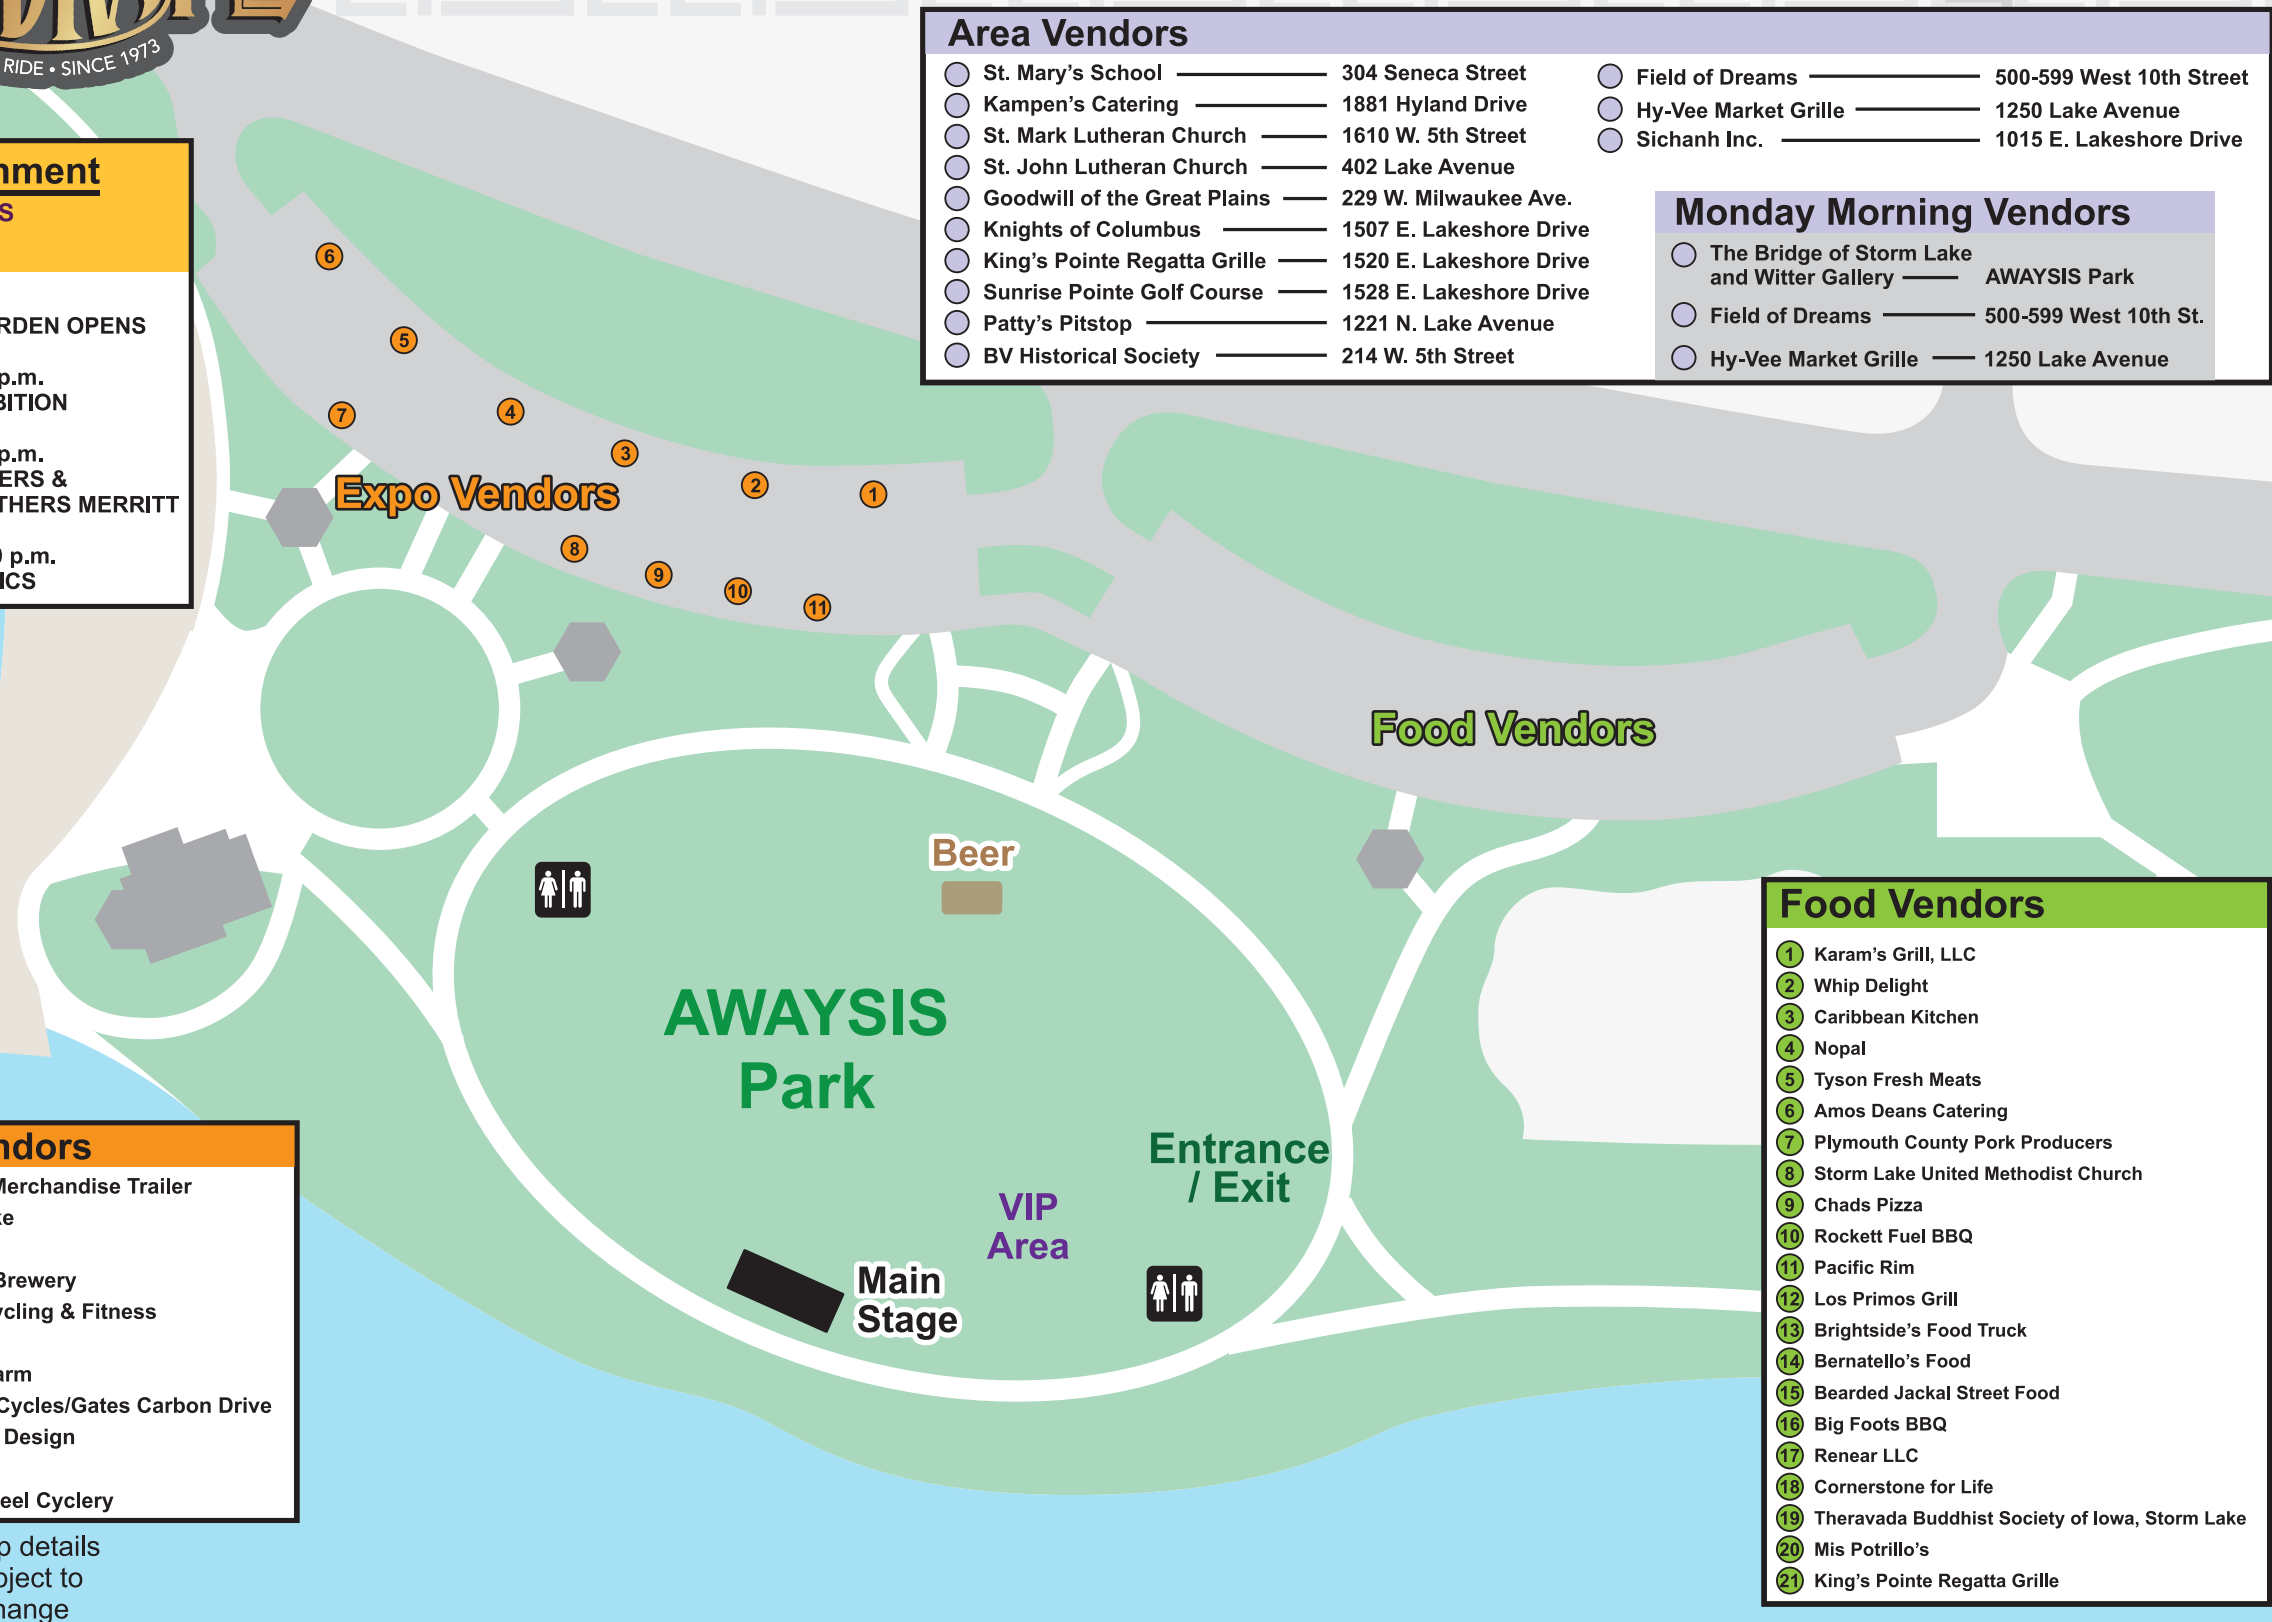 RIDE • SINCE 1973
Area Vendors
St. Mary's School 304 Seneca Street
Kampen's Catering 1881 Hyland Drive
St. Mark Lutheran Church 1610 W. 5th Street
St. John Lutheran Church 402 Lake Avenue
Goodwill of the Great Plains 229 W. Milwaukee Ave.
Knights of Columbus 1507 E. Lakeshore Drive
King's Pointe Regatta Grille 1520 E. Lakeshore Drive
Sunrise Pointe Golf Course 1528 E. Lakeshore Drive
Patty's Pitstop 1221 N. Lake Avenue
BV Historical Society 214 W. 5th Street
Field of Dreams 500-599 West 10th Street
Hy-Vee Market Grille 1250 Lake Avenue
Sichanh Inc. 1015 E. Lakeshore Drive
Monday Morning Vendors
The Bridge of Storm Lake
and Witter Gallery AWAYSIS Park
Field of Dreams 500-599 West 10th St.
Hy-Vee Market Grille 1250 Lake Avenue
nment
S
RDEN OPENS
p.m.
BITION
p.m.
ERS &
THERS MERRITT
p.m.
ICS
6
5
7
4
3
Expo Vendors
2
1
8
9
10
11
Food Vendors
Beer
AWAYSIS
Park
Entrance
/ Exit
VIP
Area
Main
Stage
ndors
Merchandise Trailer
ke
Brewery
ycling & Fitness
arm
Cycles/Gates Carbon Drive
Design
eel Cyclery
p details
bject to
hange
Food Vendors
1 Karam's Grill, LLC
2 Whip Delight
3 Caribbean Kitchen
4 Nopal
5 Tyson Fresh Meats
6 Amos Deans Catering
7 Plymouth County Pork Producers
8 Storm Lake United Methodist Church
9 Chads Pizza
10 Rockett Fuel BBQ
11 Pacific Rim
12 Los Primos Grill
13 Brightside's Food Truck
14 Bernatello's Food
15 Bearded Jackal Street Food
16 Big Foots BBQ
17 Renear LLC
18 Cornerstone for Life
19 Theravada Buddhist Society of Iowa, Storm Lake
20 Mis Potrillo's
21 King's Pointe Regatta Grille